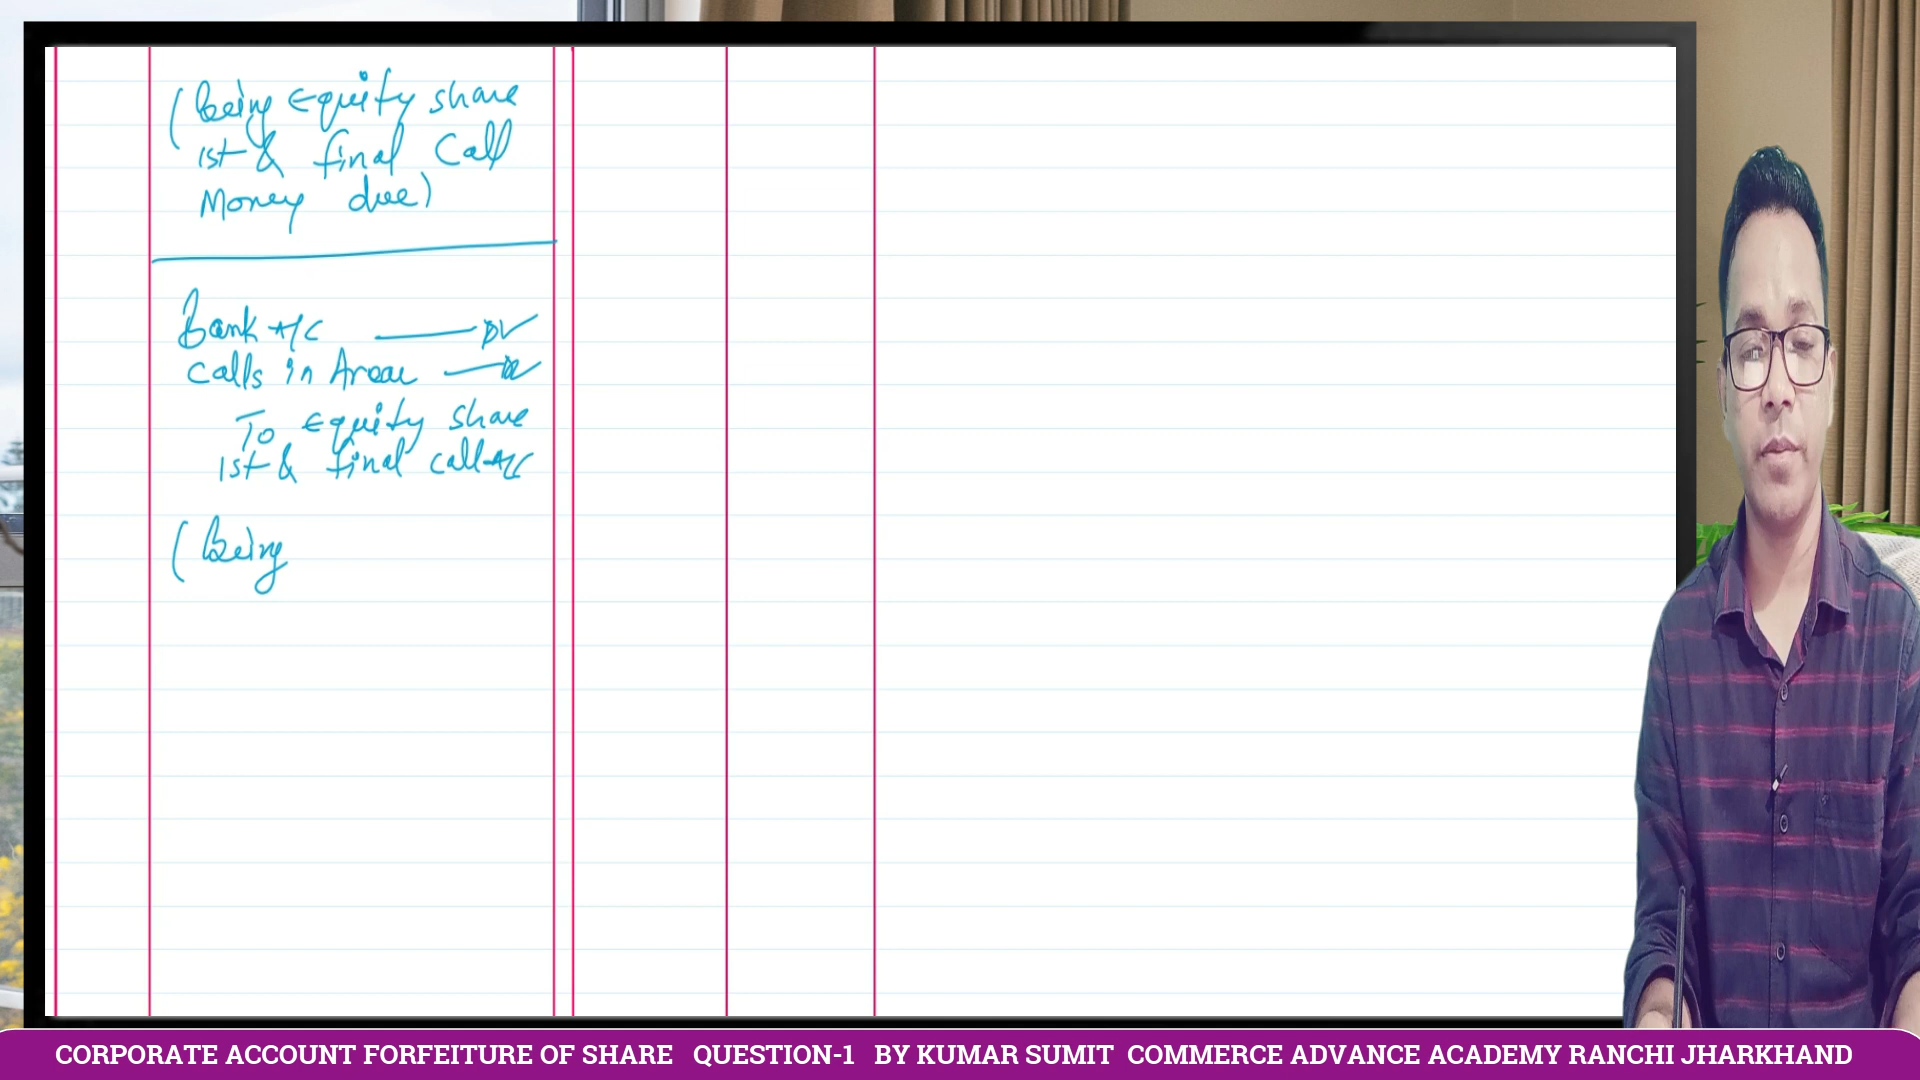 (Being Equity share
1st & final Call
Money due)
Bank A/C Dr
Calls in Arear Dr
To Equity share
1st & final call A/C
(Being
CORPORATE ACCOUNT FORFEITURE OF SHARE QUESTION-1 BY KUMAR SUMIT COMMERCE ADVANCE ACADEMY RANCHI JHARKHAND